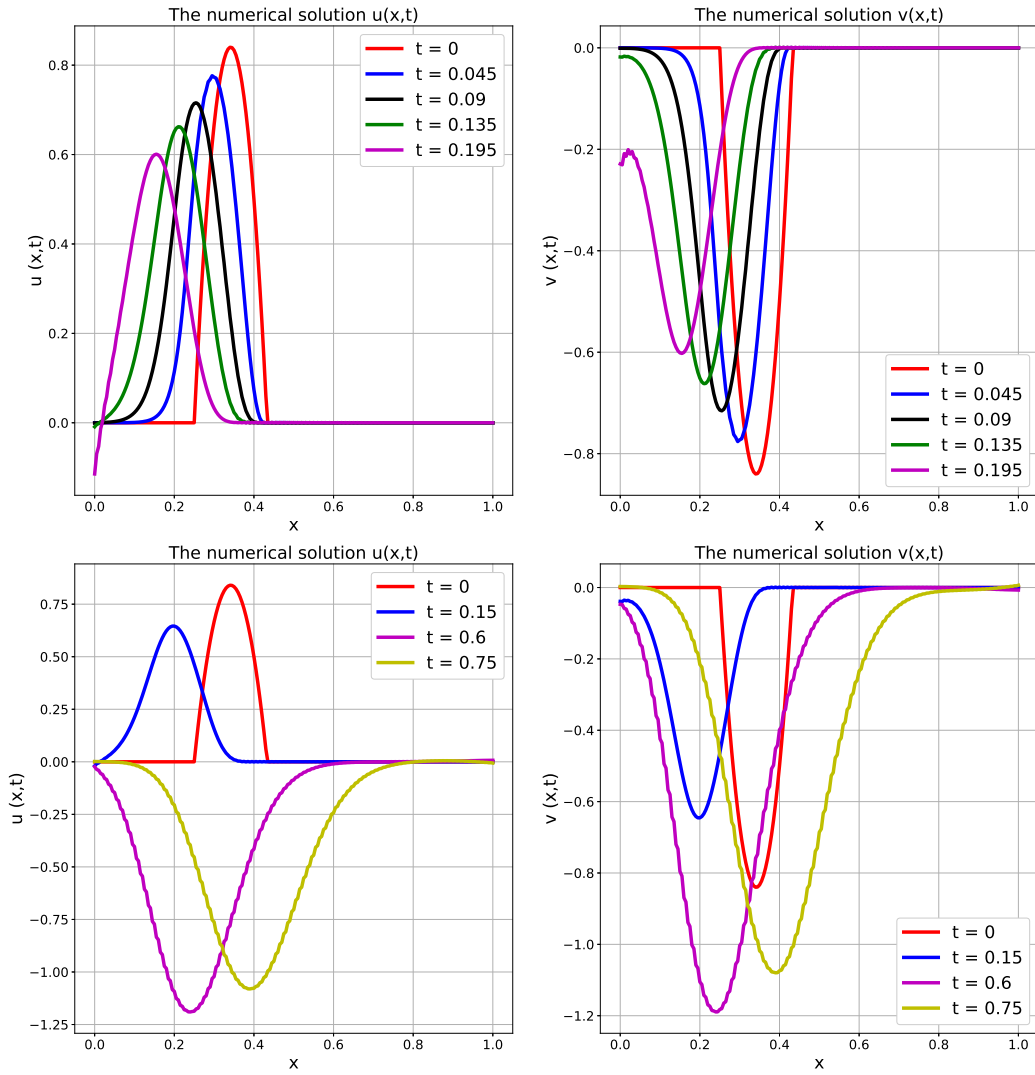 The numerical solution u(x,t)
u (x,t)
0.8
0.6
0.4
0.2
0.0
0.0 0.2 0.4 0.6 0.8 1.0
x
t = 0
t = 0.045
t = 0.09
t = 0.135
t = 0.195
The numerical solution v(x,t)
v (x,t)
0.0
−0.2
−0.4
−0.6
−0.8
0.0 0.2 0.4 0.6 0.8 1.0
x
t = 0
t = 0.045
t = 0.09
t = 0.135
t = 0.195
The numerical solution u(x,t)
u (x,t)
0.75
0.50
0.25
0.00
−0.25
−0.50
−0.75
−1.00
−1.25
0.0 0.2 0.4 0.6 0.8 1.0
x
t = 0
t = 0.15
t = 0.6
t = 0.75
The numerical solution v(x,t)
v (x,t)
0.0
−0.2
−0.4
−0.6
−0.8
−1.0
−1.2
0.0 0.2 0.4 0.6 0.8 1.0
x
t = 0
t = 0.15
t = 0.6
t = 0.75